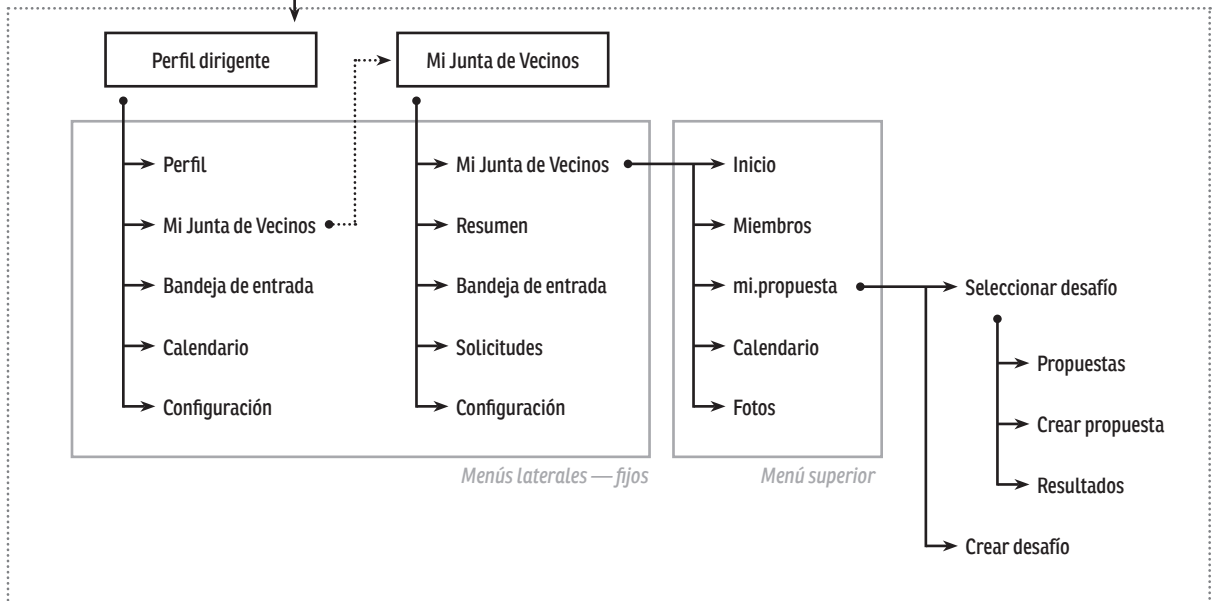 Perfil dirigente
Mi Junta de Vecinos
Perfil
Mi Junta de Vecinos
Bandeja de entrada
Calendario
Configuración
Mi Junta de Vecinos
Resumen
Bandeja de entrada
Solicitudes
Configuración
Menús laterales — fijos
Inicio
Miembros
mi.propuesta
Calendario
Fotos
Menú superior
Seleccionar desafío
Propuestas
Crear propuesta
Resultados
Crear desafío